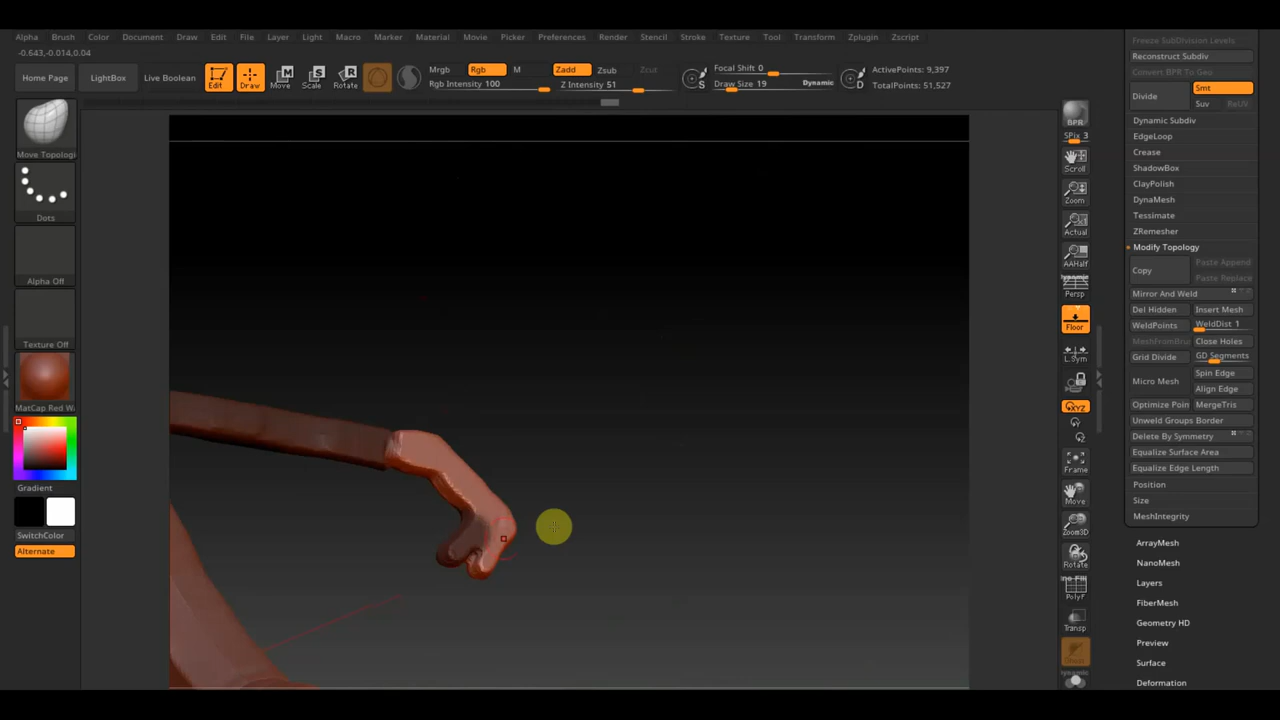 Alpha Brush Color Document Draw Edit File Layer Light Macro Marker Material Movie Picker Preferences Render Stencil Stroke Texture Tool Transform Zplugin Zscript
-0.643,-0.014,0.04
Home Page LightBox Live Boolean Edit Draw Move Scale Rotate
Mrgb Rgb M Zadd Zsub Zcut
Rgb Intensity 100 Z Intensity 51
S Focal Shift 0
Draw Size 19 Dynamic D
ActivePoints: 9,397
TotalPoints: 51,527
Move Topologi
Dots
Alpha Off
Texture Off
MatCap Red Wa
Gradient
SwitchColor
Alternate
BPR
SPix 3
Scroll
Zoom
Actual
AAHalf
Dynamic
Persp
Floor
L.Sym
XYZ
Y
Z
Frame
Move
Zoom3D
Rotate
PolyF
Transp
Dynamic
Freeze SubDivision Levels
Reconstruct Subdiv
Convert BPR To Geo
Divide Smt
Suv ReUV
Dynamic Subdiv
EdgeLoop
Crease
ShadowBox
ClayPolish
DynaMesh
Tessimate
ZRemesher
Modify Topology
Copy Paste Append
Paste Replace
Mirror And Weld
Del Hidden Insert Mesh
WeldPoints WeldDist 1
MeshFromBru Close Holes
Grid Divide GD Segments
Micro Mesh Spin Edge
Align Edge
Optimize Poin MergeTris
Unweld Groups Border
Delete By Symmetry
Equalize Surface Area
Equalize Edge Length
Position
Size
MeshIntegrity
ArrayMesh
NanoMesh
Layers
FiberMesh
Geometry HD
Preview
Surface
Deformation